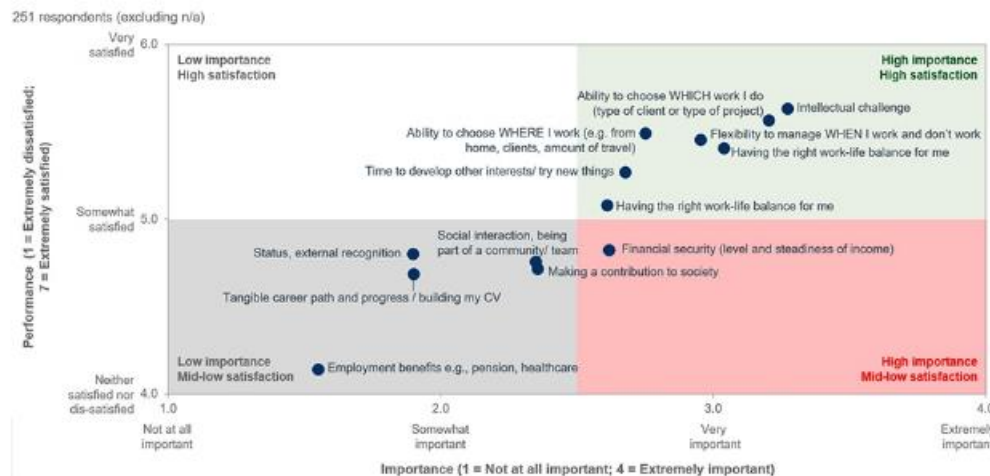 251 respondents (excluding n/a)
Very
satisfied
6.0
Low importance
High satisfaction
High importance
High satisfaction
Ability to choose WHICH work I do
(type of client or type of project)
Intellectual challenge
Ability to choose WHERE I work (e.g. from
home, clients, amount of travel)
Flexibility to manage WHEN I work and don't work
Having the right work-life balance for me
Time to develop other interests/ try new things
Having the right work-life balance for me
Performance (1 = Extremely dissatisfied;
7 = Extremely satisfied)
Somewhat
satisfied
5.0
Social interaction, being
part of a community/ team
Status, external recognition
Financial security (level and steadiness of income)
Making a contribution to society
Tangible career path and progress / building my CV
Low importance
Mid-low satisfaction
Employment benefits e.g., pension, healthcare
High importance
Mid-low satisfaction
Neither
satisfied nor
dis-satisfied
4.0
1.0 2.0 3.0 4.0
Not at all
important
Somewhat
important
Very
important
Extremely
important
Importance (1 = Not at all important; 4 = Extremely important)